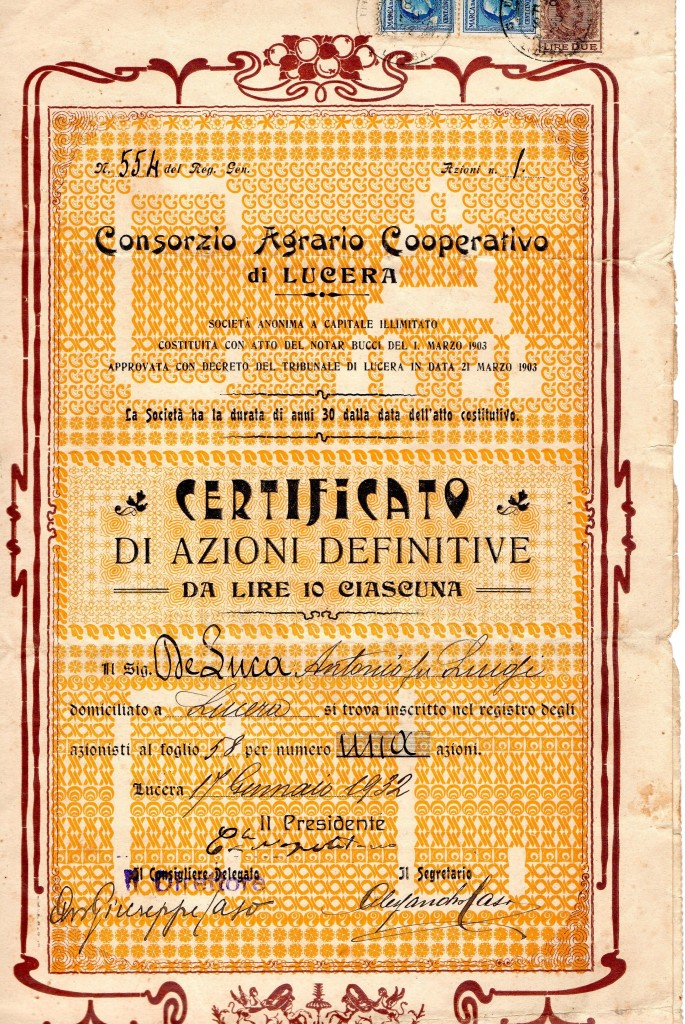 LIRE DUE
N. 554 del Reg. Gen. Azioni n. 1.
Consorzio Agrario Cooperativo
di LUCERA
SOCIETÀ ANONIMA A CAPITALE ILLIMITATO
COSTITUITA CON ATTO DEL NOTAR BUCCI DEL 1. MARZO 1903
APPROVATA CON DECRETO DEL TRIBUNALE DI LUCERA IN DATA 21 MARZO 1903
La Società ha la durata di anni 30 dalla data dell'atto costitutivo.
CERTIFICATO
DI AZIONI DEFINITIVE
DA LIRE 10 CIASCUNA
Il Sig. De Luca Antonio fu Luigi
domiciliato a Lucera si trova inscritto nel registro degli
azionisti al foglio 58 per numero una azioni.
Lucera 17 Gennaio 1932
Il Presidente
Il Consigliere Delegato Il Segretario
Il Direttore
Giuseppe Caso Alessandro Caso